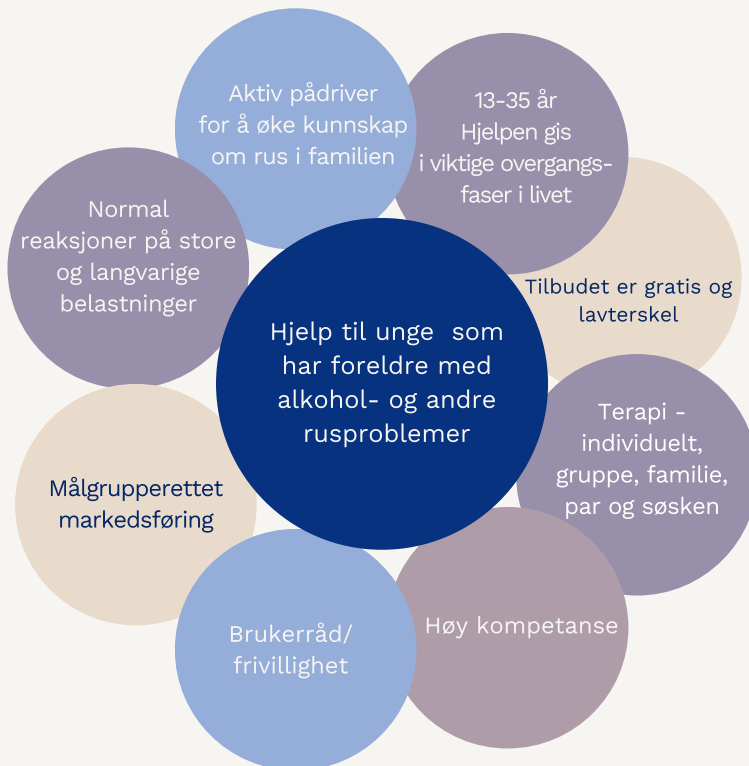 Aktiv pådriver
for å øke kunnskap
om rus i familien
13-35 år
Hjelpen gis
i viktige overgangs-
faser i livet
Normal
reaksjoner på store
og langvarige
belastninger
Tilbudet er gratis og
lavterskel
Hjelp til unge som
har foreldre med
alkohol- og andre
rusproblemer
Terapi -
individuelt,
gruppe, familie,
par og søsken
Målgrupperettet
markedsføring
Brukerråd/
frivillighet
Høy kompetanse